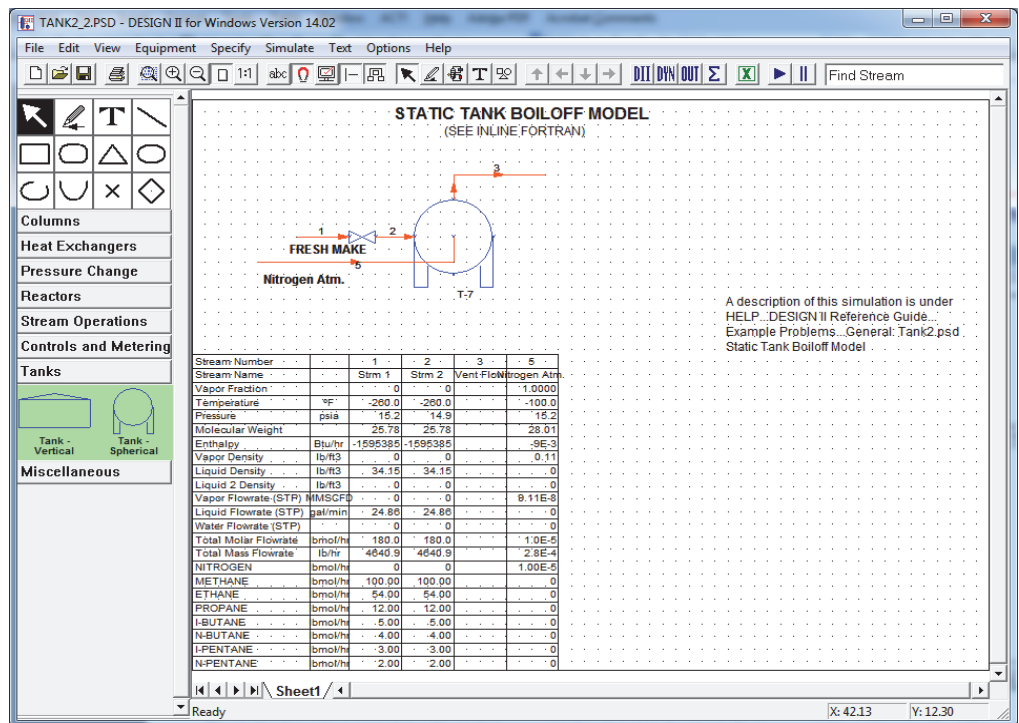 TANK2_2.PSD - DESIGN II for Windows Version 14.02
File Edit View Equipment Specify Simulate Text Options Help
1:1 abc T DII DYN OUT Σ X Find Stream
T
Columns
Heat Exchangers
Pressure Change
Reactors
Stream Operations
Controls and Metering
Tanks
Tank - Vertical
Tank - Spherical
Miscellaneous
STATIC TANK BOILOFF MODEL
(SEE INLINE FORTRAN)
3
1 2
FRESH MAKE
5
Nitrogen Atm.
T-7
A description of this simulation is under
HELP...DESIGN II Reference Guide...
Example Problems...General: Tank2.psd
Static Tank Boiloff Model
Stream Number 1 2 3 5
Stream Name Strm 1 Strm 2 Vent Flow Nitrogen Atm.
Vapor Fraction 0 0 1.0000
Temperature °F -260.0 -260.0 -100.0
Pressure psia 15.2 14.9 15.2
Molecular Weight 25.78 25.78 28.01
Enthalpy Btu/hr -1595385 -1595385 -9E-3
Vapor Density lb/ft3 0 0 0.11
Liquid Density lb/ft3 34.15 34.15 0
Liquid 2 Density lb/ft3 0 0 0
Vapor Flowrate (STP) MMSCFD 0 0 9.11E-8
Liquid Flowrate (STP) gal/min 24.86 24.86 0
Water Flowrate (STP) 0 0 0
Total Molar Flowrate lbmol/hr 180.0 180.0 1.0E-5
Total Mass Flowrate lb/hr 4640.9 4640.9 2.8E-4
NITROGEN lbmol/hr 0 0 1.00E-5
METHANE lbmol/hr 100.00 100.00 0
ETHANE lbmol/hr 54.00 54.00 0
PROPANE lbmol/hr 12.00 12.00 0
I-BUTANE lbmol/hr 5.00 5.00 0
N-BUTANE lbmol/hr 4.00 4.00 0
I-PENTANE lbmol/hr 3.00 3.00 0
N-PENTANE lbmol/hr 2.00 2.00 0
Sheet1
Ready X: 42.13 Y: 12.30